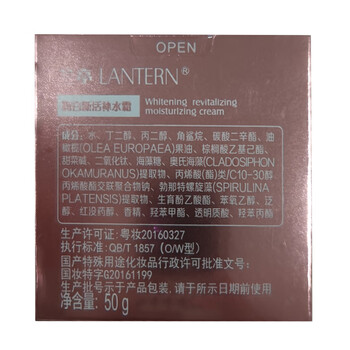 OPEN
LANTERN®
Whitening revitalizing
moisturizing cream
成分：水、丁二醇、丙二醇、角鲨烷、碳酸二辛酯、油
橄榄(OLEA EUROPAEA)果油、棕榈酸乙基己酯、
甜菜碱、二氧化钛、海藻糖、奥氏海藻(CLADOSIPHON
OKAMURANUS)提取物、丙烯酸(酯)类/C10-30醇
丙烯酸酯交联聚合物钠、勃那特螺旋藻(SPIRULINA
PLATENSIS)提取物、生育酚乙酸酯、苯氧乙醇、泛
醇、红没药醇、香精、羟苯甲酯、透明质酸、羟苯丙酯
生产许可证: 粤妆20160327
执行标准: QB/T 1857 (O/W型)
国产特殊用途化妆品行政许可批准文号：
国妆特字G20161199
生产批号示于产品包装. 请于所示日期前使用
净含量: 50g